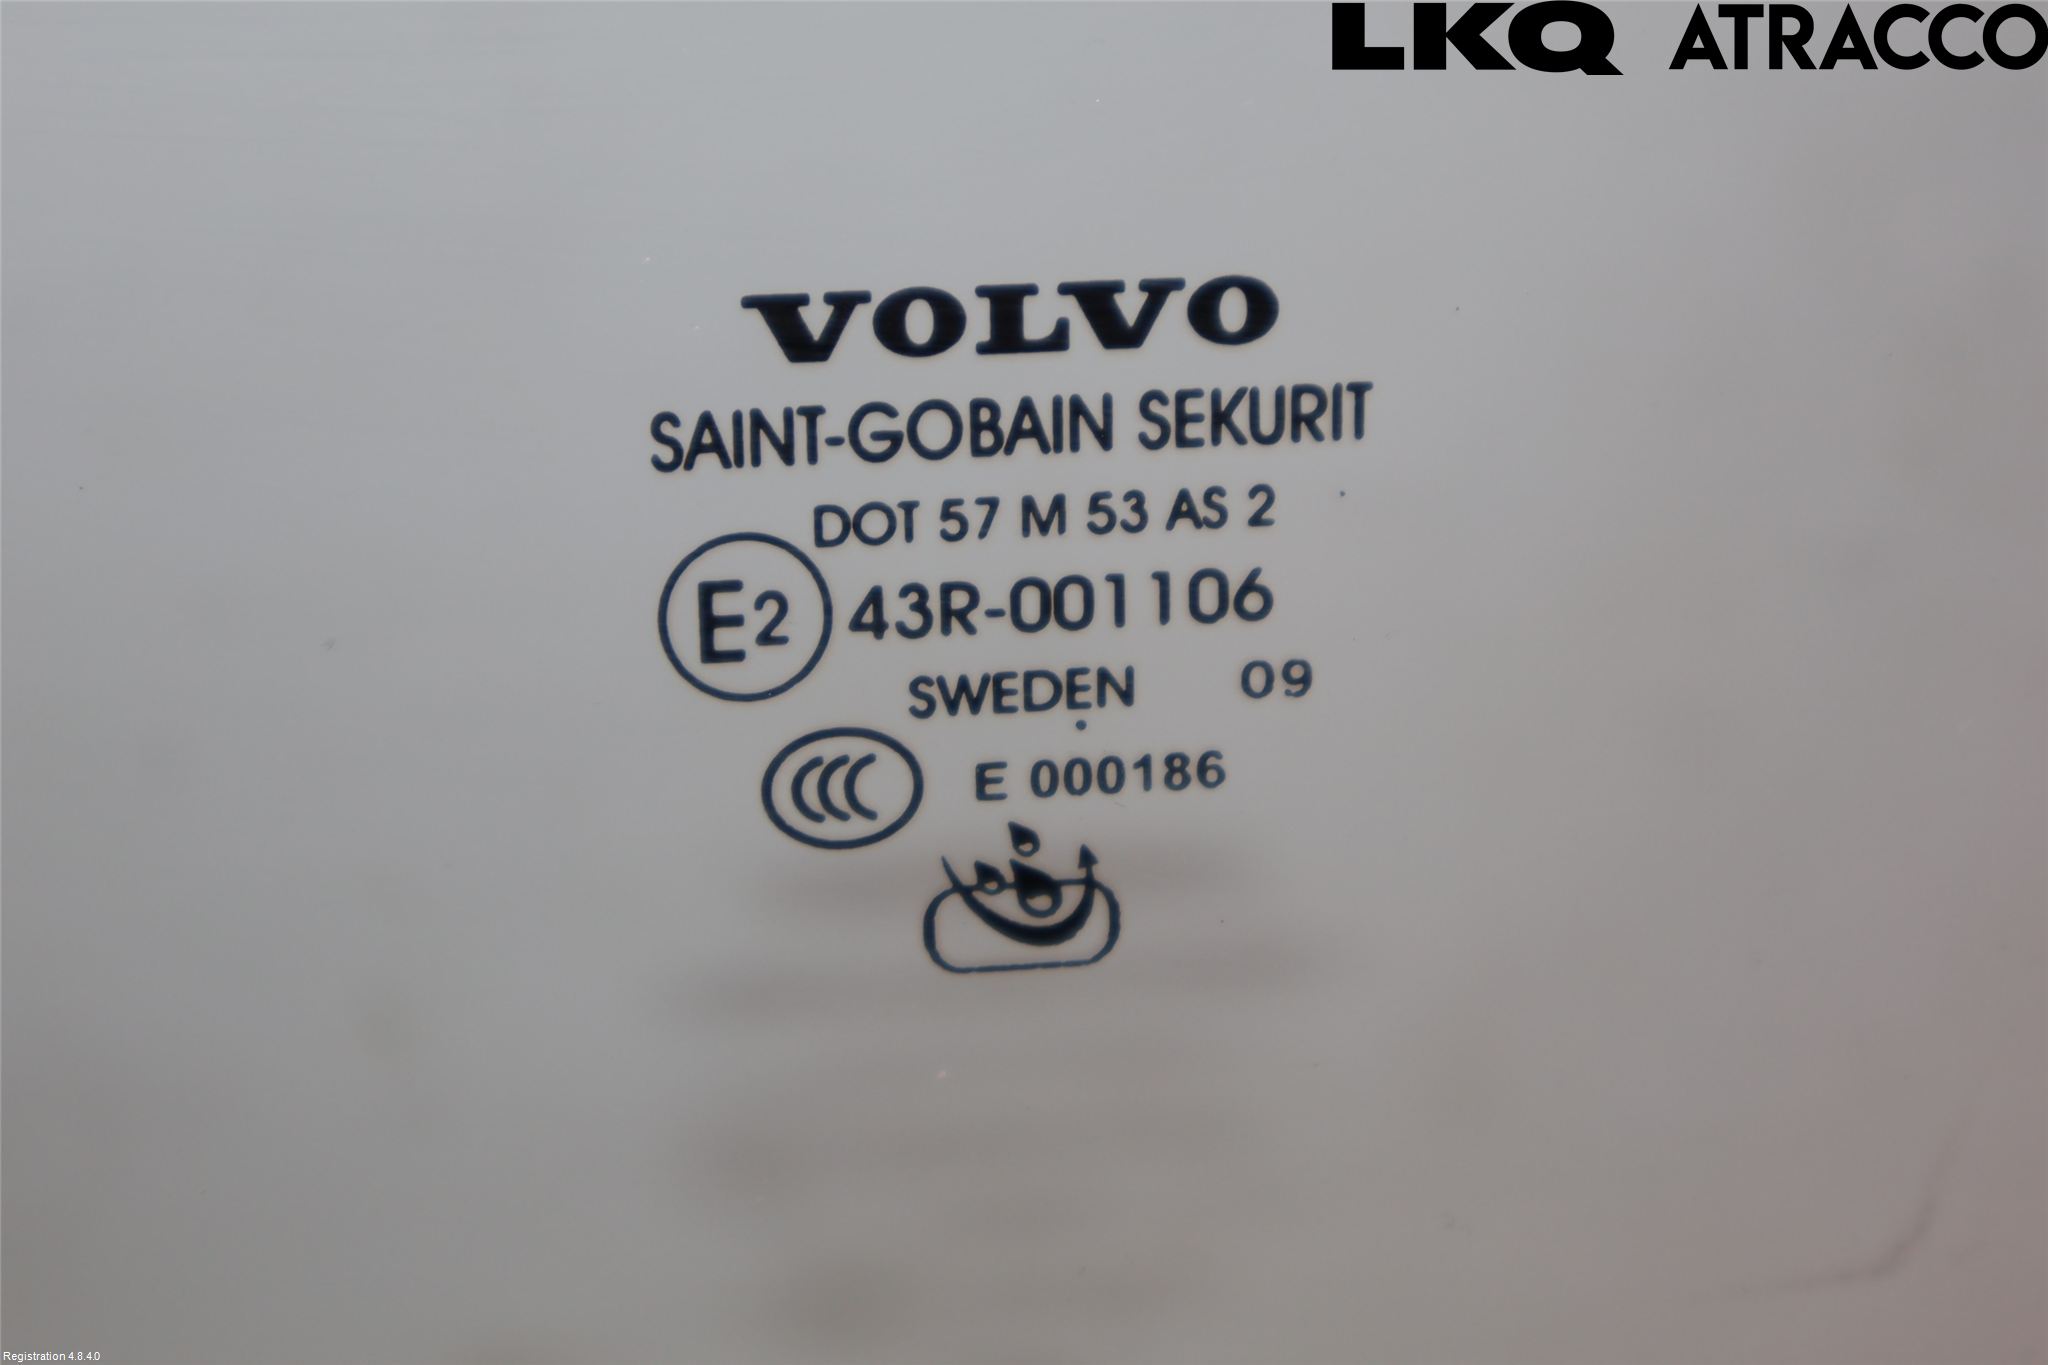 LKQ ATRACCO
VOLVO
SAINT-GOBAIN SEKURIT
DOT 57 M 53 AS 2
E2 43R-001106
SWEDEN 09
CCC E 000186
Registration 4.8.4.0